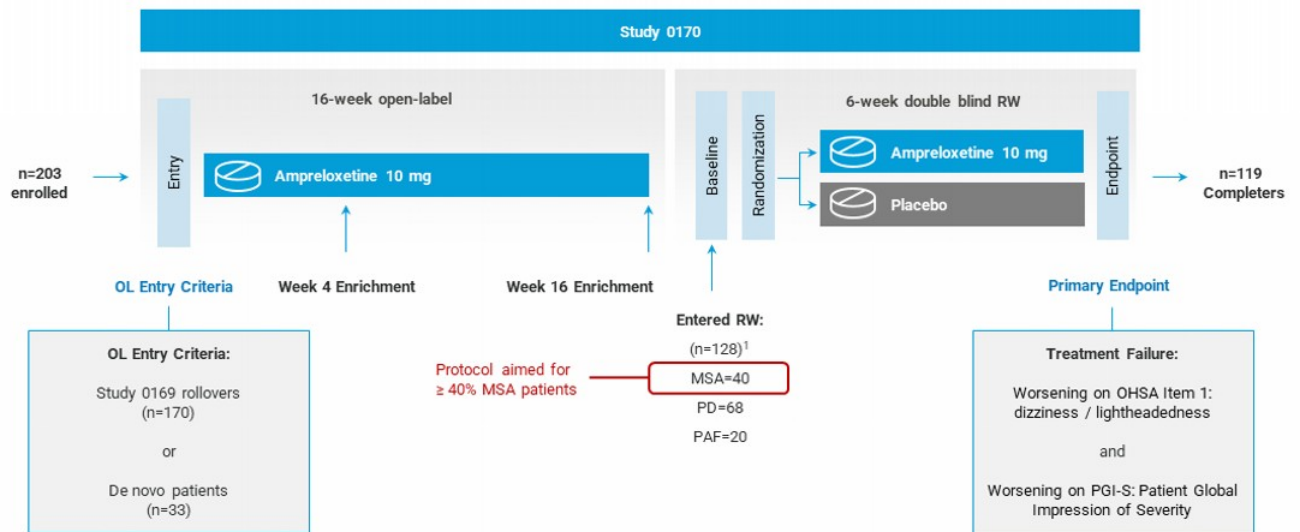 Study 0170
16-week open-label
6-week double blind RW
n=203
enrolled
Entry
Ampreloxetine 10 mg
Baseline
Randomization
Ampreloxetine 10 mg
Placebo
Endpoint
n=119
Completers
OL Entry Criteria
Week 4 Enrichment
Week 16 Enrichment
Primary Endpoint
OL Entry Criteria:
Study 0169 rollovers
(n=170)
or
De novo patients
(n=33)
Protocol aimed for
≥ 40% MSA patients
Entered RW:
(n=128)¹
MSA=40
PD=68
PAF=20
Treatment Failure:
Worsening on OHSA Item 1:
dizziness / lightheadedness
and
Worsening on PGI-S: Patient Global
Impression of Severity